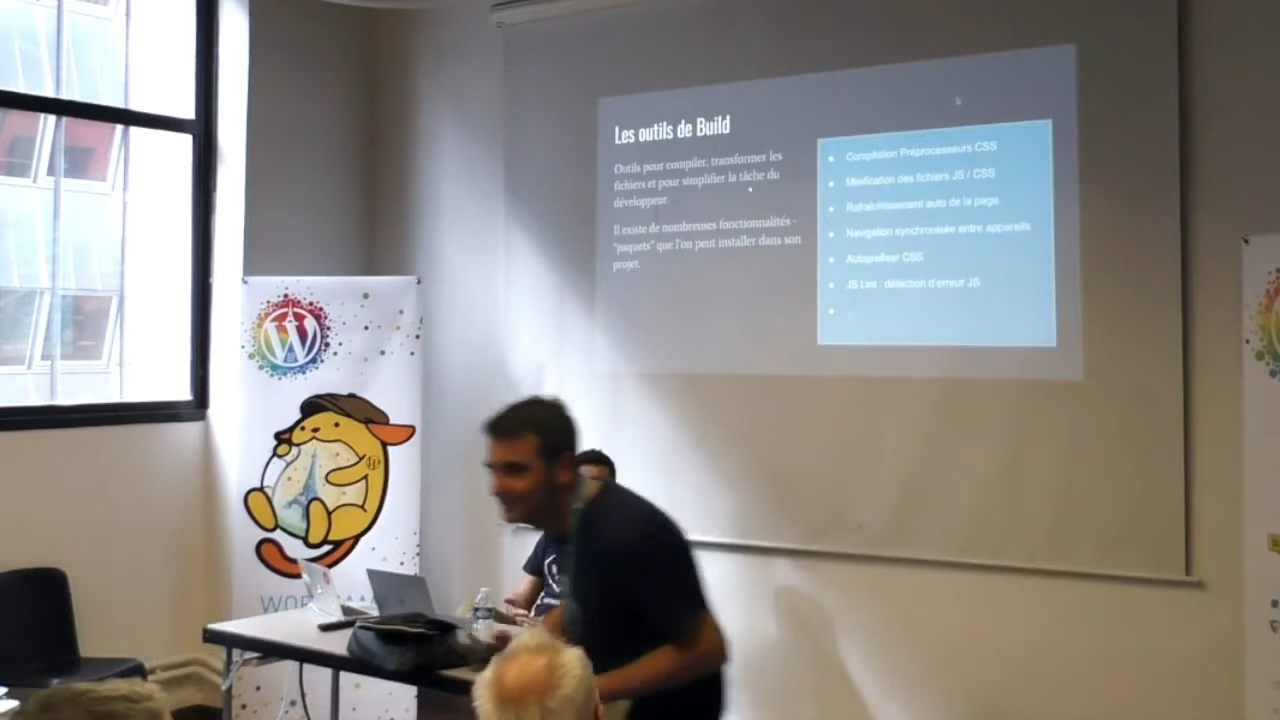 Les outils de Build
Outils pour compiler, transformer les
fichiers et pour simplifier la tâche du
développeur.
Il existe de nombreuses fonctionnalités -
"paquets" que l'on peut installer dans son
projet.
Compilation Préprocesseurs CSS
Minification des fichiers JS / CSS
Rafraîchissement auto de la page
Navigation synchronisée entre appareils
Autoprefixer CSS
JS Lint : détection d'erreur JS
W